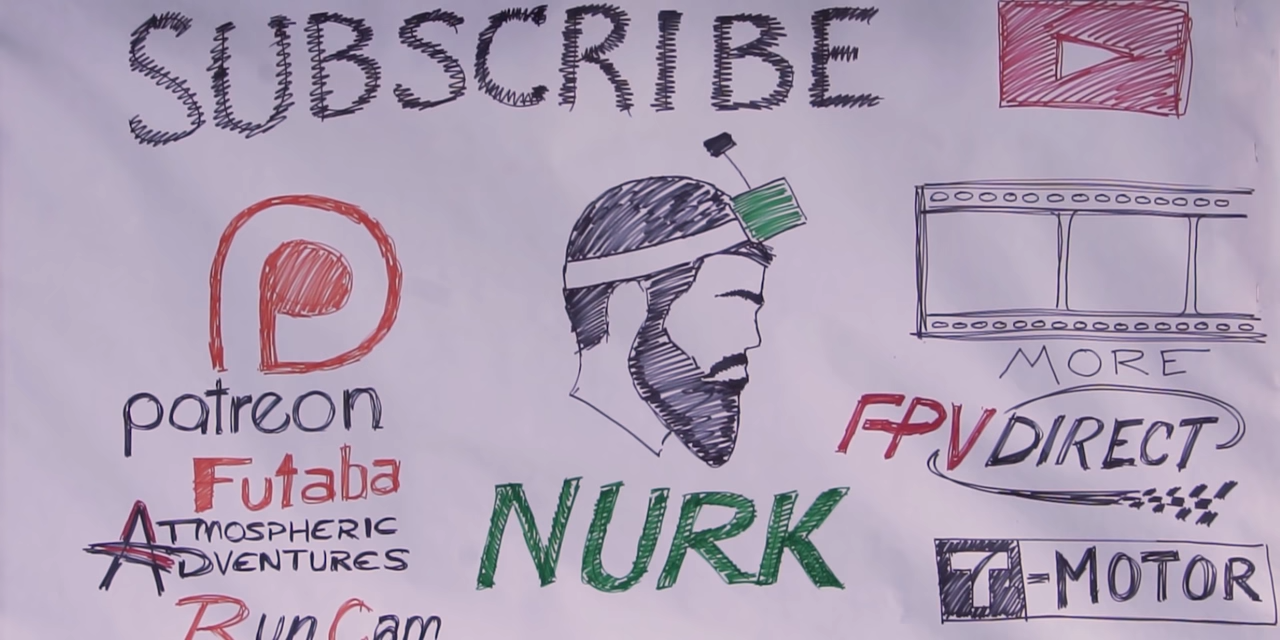 SUBSCRIBE
patreon
Futaba
ATMOSPHERIC
ADVENTURES
RunCam
NURK
MORE
FPV DIRECT
T-MOTOR